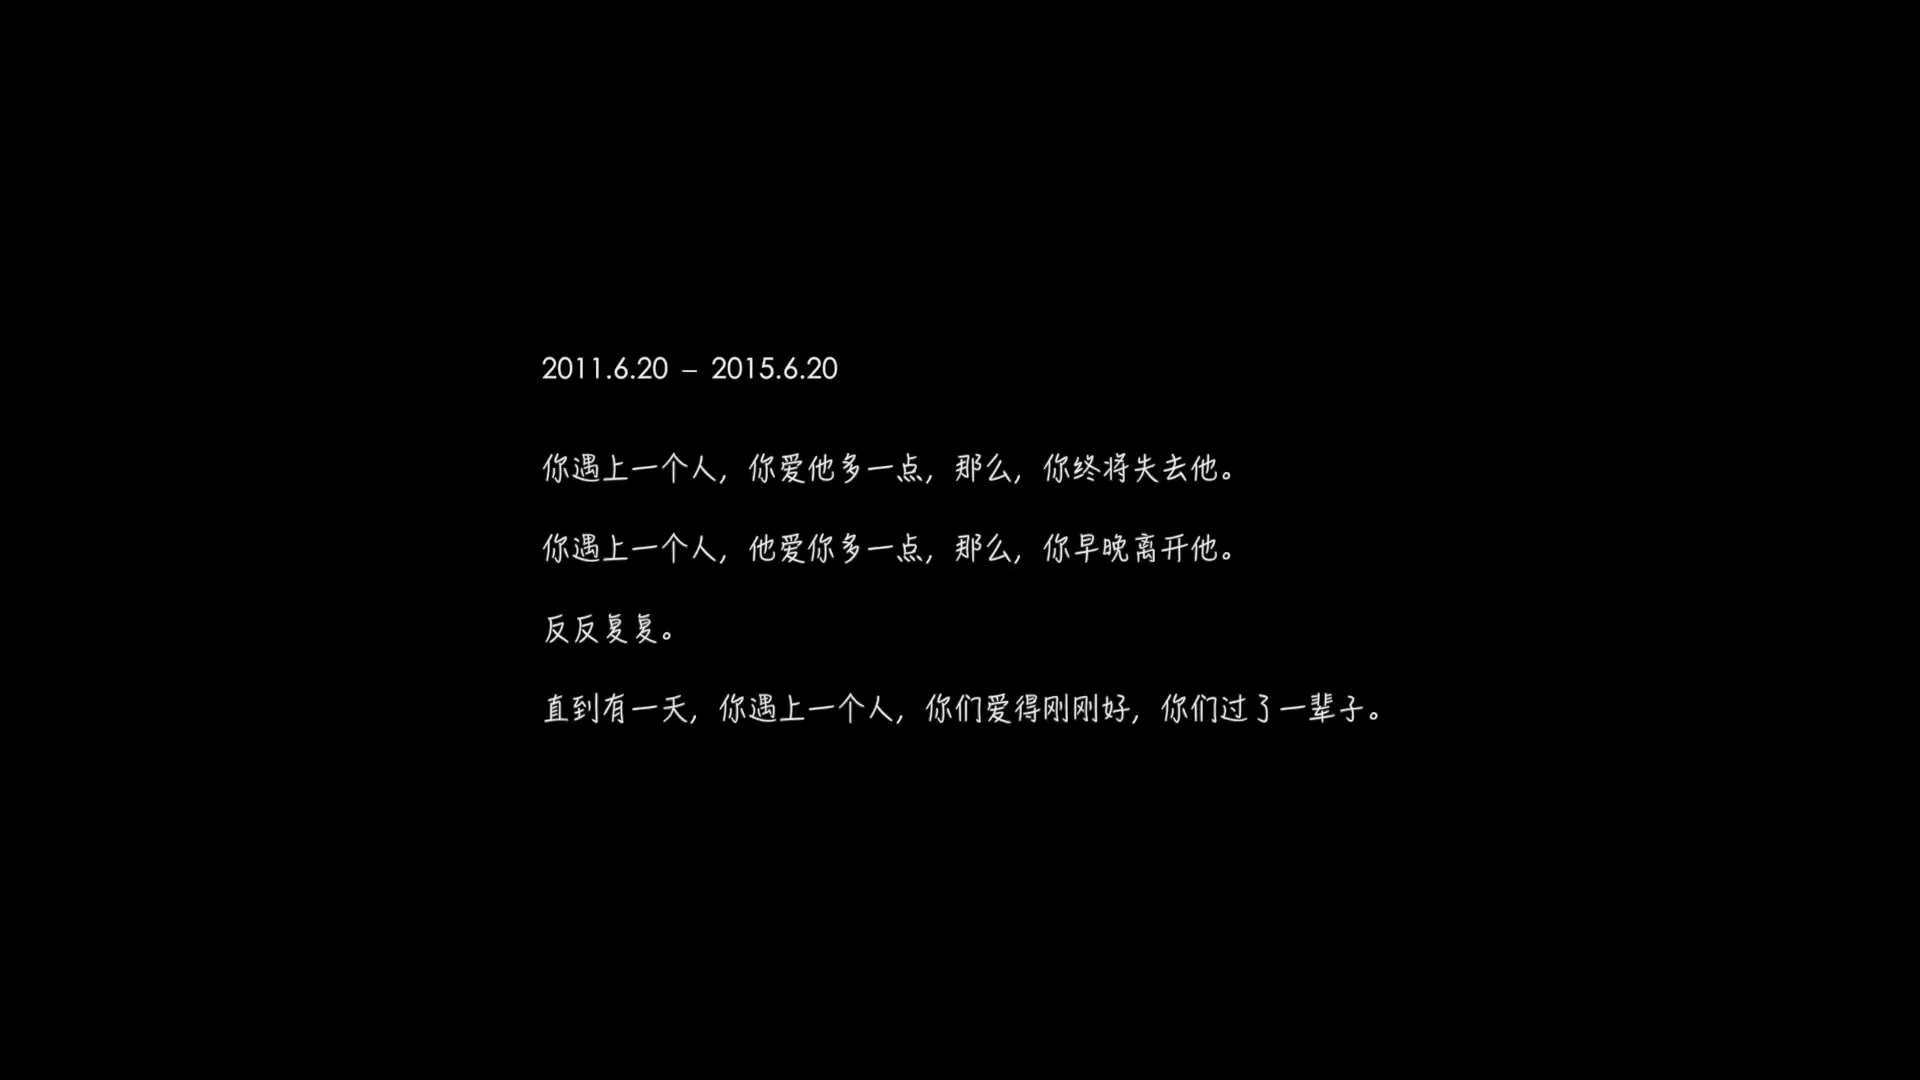 2011.6.20 – 2015.6.20
你遇上一个人，你爱他多一点，那么，你终将失去他。
你遇上一个人，他爱你多一点，那么，你早晚离开他。
反反复复。
直到有一天，你遇上一个人，你们爱得刚刚好，你们过了一辈子。